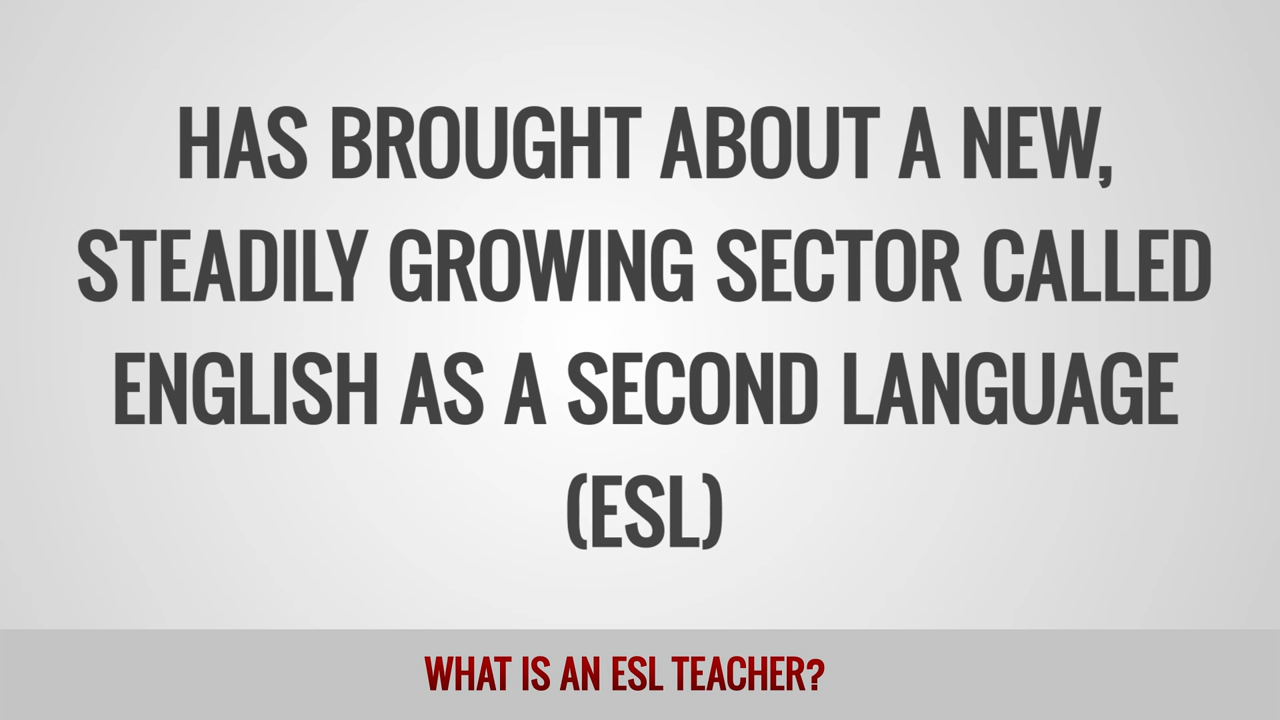 HAS BROUGHT ABOUT A NEW,
STEADILY GROWING SECTOR CALLED
ENGLISH AS A SECOND LANGUAGE
(ESL)
WHAT IS AN ESL TEACHER?